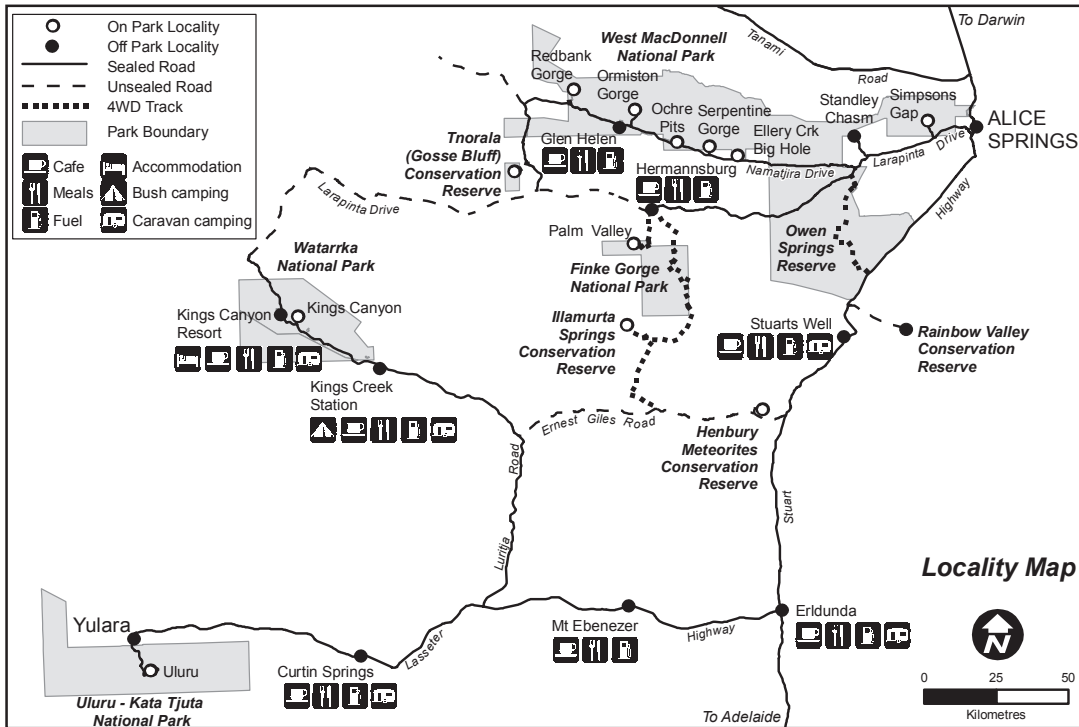 On Park Locality
Off Park Locality
Sealed Road
Unsealed Road
4WD Track
Park Boundary
Cafe
Accommodation
Meals
Bush camping
Fuel
Caravan camping
To Darwin
Tanami
Road
West MacDonnell
National Park
Redbank
Gorge
Ormiston
Gorge
Ochre
Pits
Serpentine
Gorge
Ellery Crk
Big Hole
Standley
Chasm
Simpsons
Gap
ALICE
SPRINGS
Larapinta Drive
Namatjira Drive
Glen Helen
Tnorala
(Gosse Bluff)
Conservation
Reserve
Hermannsburg
Larapinta Drive
Highway
Owen
Springs
Reserve
Palm Valley
Finke Gorge
National Park
Watarrka
National Park
Kings Canyon
Resort
Kings Canyon
Illamurta
Springs
Conservation
Reserve
Stuarts Well
Rainbow Valley
Conservation
Reserve
Kings Creek
Station
Ernest Giles Road
Henbury
Meteorites
Conservation
Reserve
Road
Luritja
Stuart
Locality Map
N
0 25 50
Kilometres
Yulara
Uluru
Uluru - Kata Tjuta
National Park
Curtin Springs
Lasseter
Mt Ebenezer
Highway
Erldunda
To Adelaide